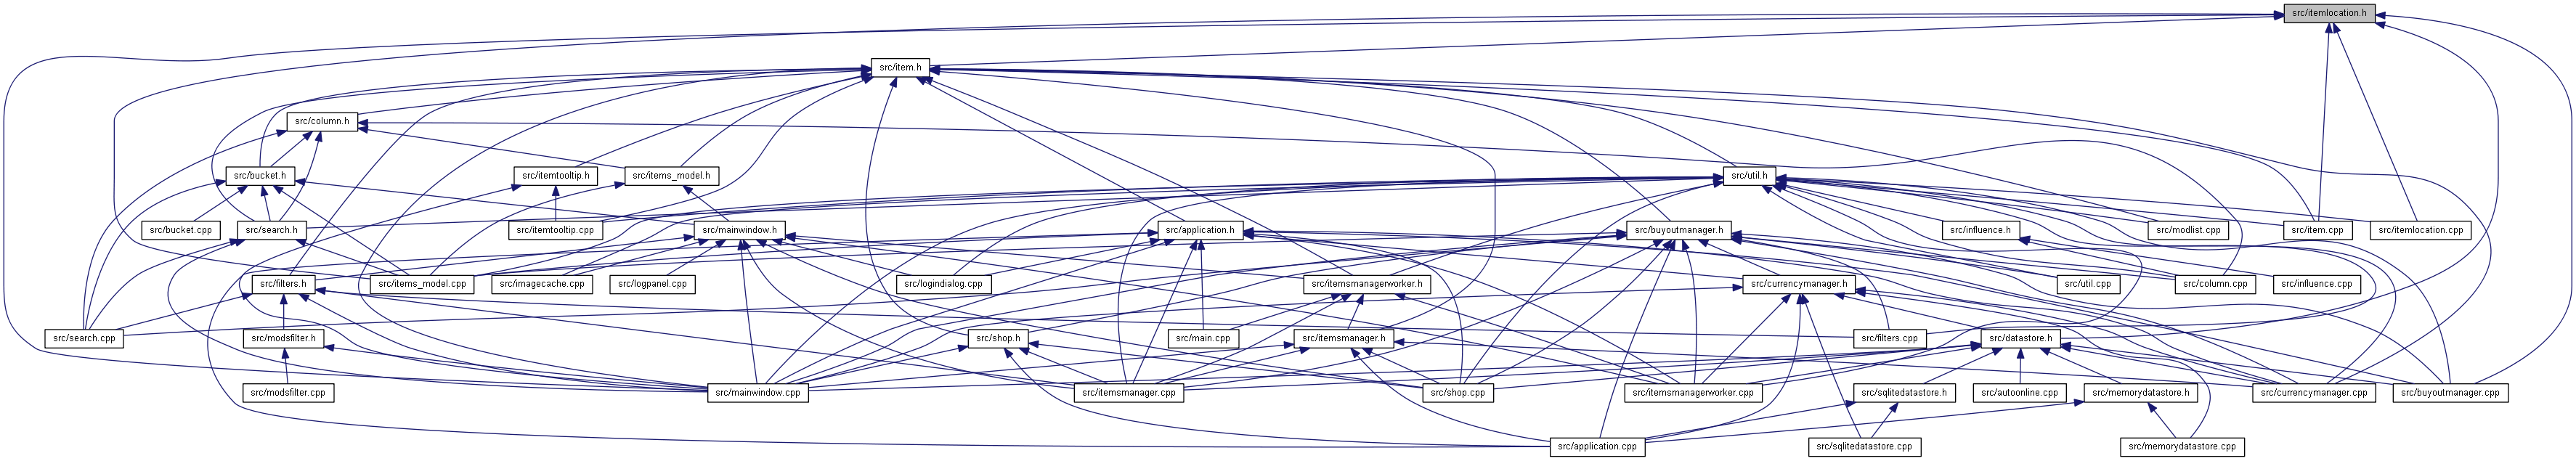 src/itemlocation.h
src/item.h
src/column.h
src/bucket.h
src/itemtooltip.h
src/items_model.h
src/util.h
src/bucket.cpp
src/search.h
src/itemtooltip.cpp
src/mainwindow.h
src/application.h
src/buyoutmanager.h
src/influence.h
src/modlist.cpp
src/item.cpp
src/itemlocation.cpp
src/filters.h
src/items_model.cpp
src/imagecache.cpp
src/logpanel.cpp
src/logindialog.cpp
src/itemsmanagerworker.h
src/currencymanager.h
src/util.cpp
src/column.cpp
src/influence.cpp
src/search.cpp
src/modsfilter.h
src/shop.h
src/main.cpp
src/itemsmanager.h
src/filters.cpp
src/datastore.h
src/modsfilter.cpp
src/mainwindow.cpp
src/itemsmanager.cpp
src/shop.cpp
src/itemsmanagerworker.cpp
src/sqlitedatastore.h
src/autoonline.cpp
src/memorydatastore.h
src/currencymanager.cpp
src/buyoutmanager.cpp
src/application.cpp
src/sqlitedatastore.cpp
src/memorydatastore.cpp